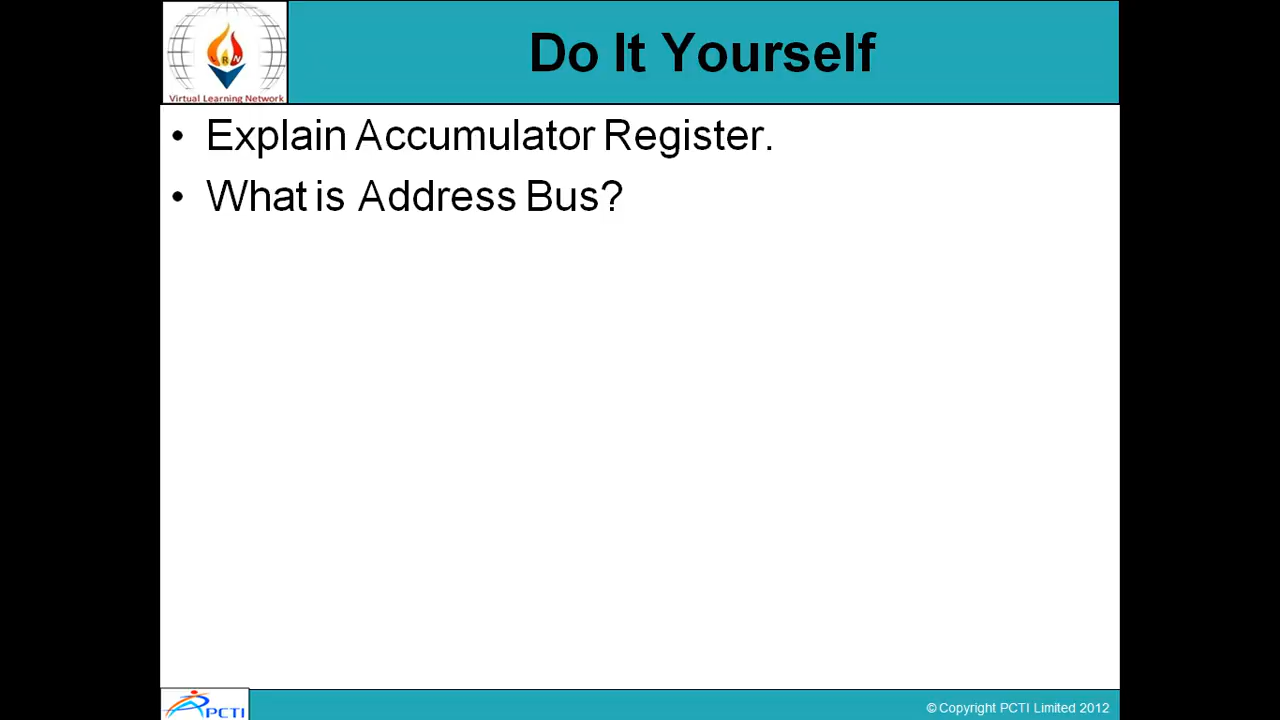 Do It Yourself
Virtual Learning Network
• Explain Accumulator Register.
• What is Address Bus?
PCTI
© Copyright PCTI Limited 2012